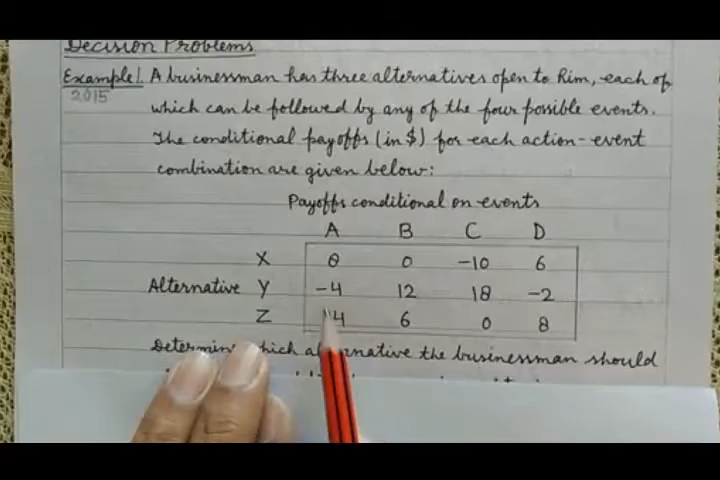 Decision Problems
Example 1. A businessman has three alternatives open to him, each of
2015 which can be followed by any of the four possible events.
The conditional payoffs (in $) for each action-event
combination are given below:
Payoffs conditional on events
A B C D
X 8 0 -10 6
Alternative Y -4 12 18 -2
Z 14 6 0 8
Determine which alternative the businessman should